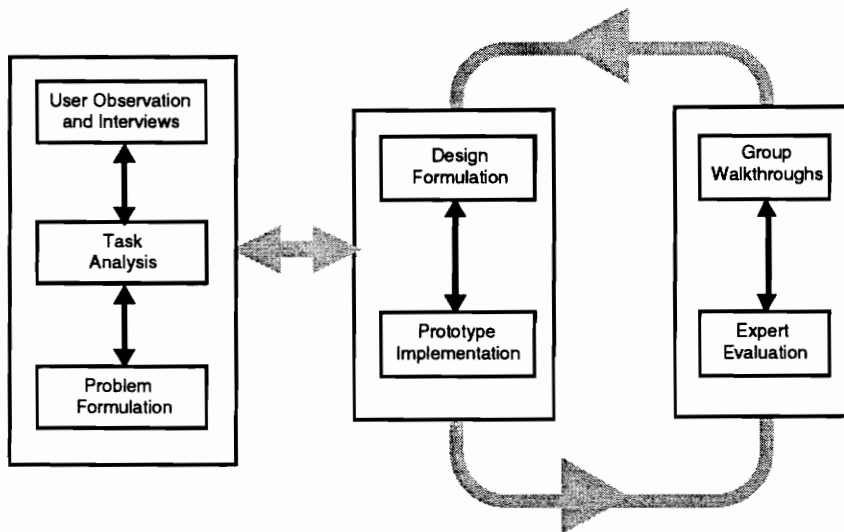 User Observation
and Interviews
Task
Analysis
Problem
Formulation
Design
Formulation
Prototype
Implementation
Group
Walkthroughs
Expert
Evaluation